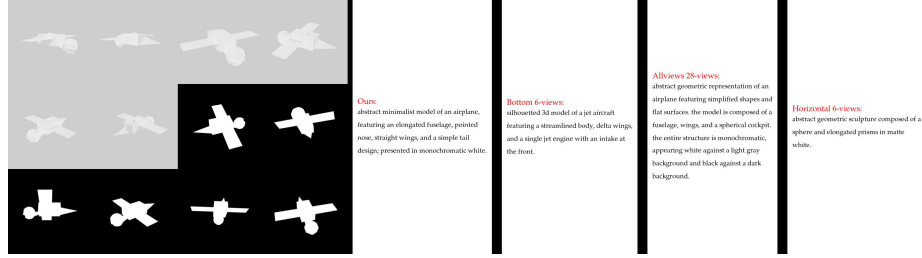 Ours:
abstract minimalist model of an airplane,
featuring an elongated fuselage, pointed
nose, straight wings, and a simple tail
design; presented in monochromatic white.
Bottom 6-views:
silhouetted 3d model of a jet aircraft
featuring a streamlined body, delta wings,
and a single jet engine with an intake at
the front.
Allviews 28-views:
abstract geometric representation of an
airplane featuring simplified shapes and
flat surfaces. the model is composed of a
fuselage, wings, and a spherical cockpit.
the entire structure is monochromatic,
appearing white against a light gray
background and black against a dark
background.
Horizontal 6-views:
abstract geometric sculpture composed of a
sphere and elongated prisms in matte
white.